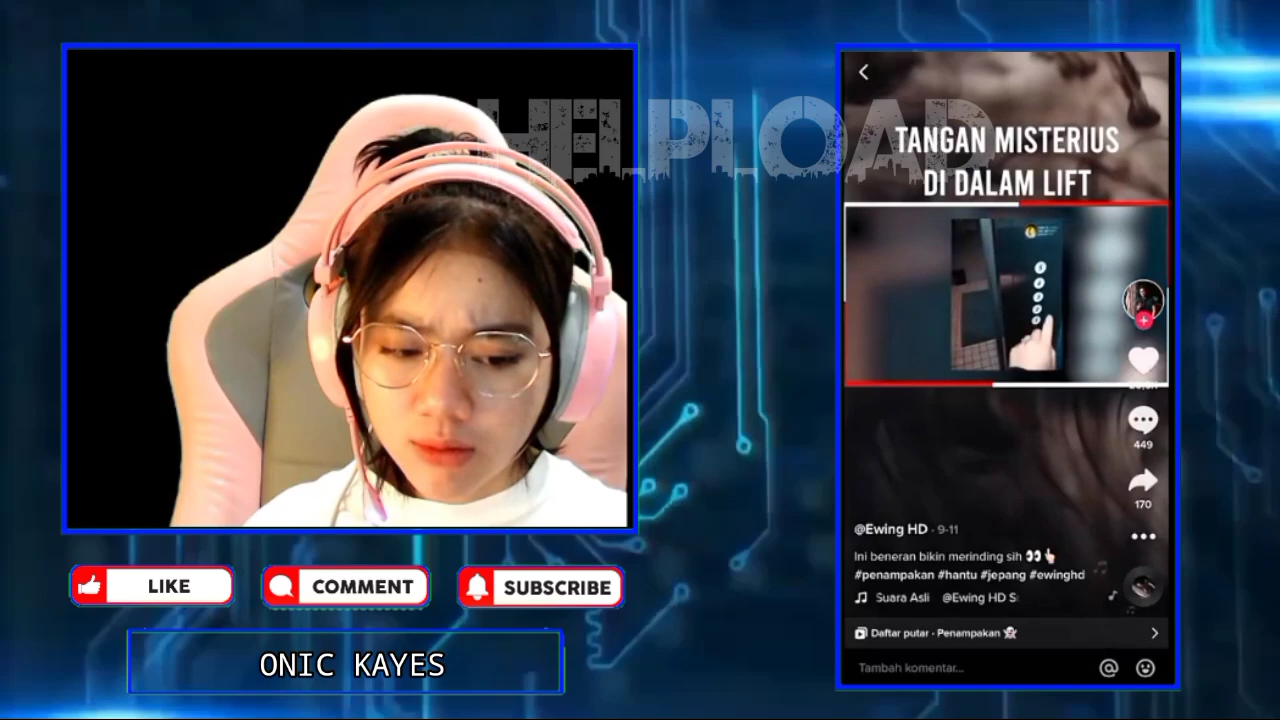 HELPLOAD
TANGAN MISTERIUS
DI DALAM LIFT
449
170
@Ewing HD · 9-11
Ini beneran bikin merinding sih 👀👆🏻
#penampakan #hantu #jepang #ewinghd
Suara Asli @Ewing HD S
Daftar putar · Penampakan 👻
Tambah komentar...
LIKE
COMMENT
SUBSCRIBE
ONIC KAYES